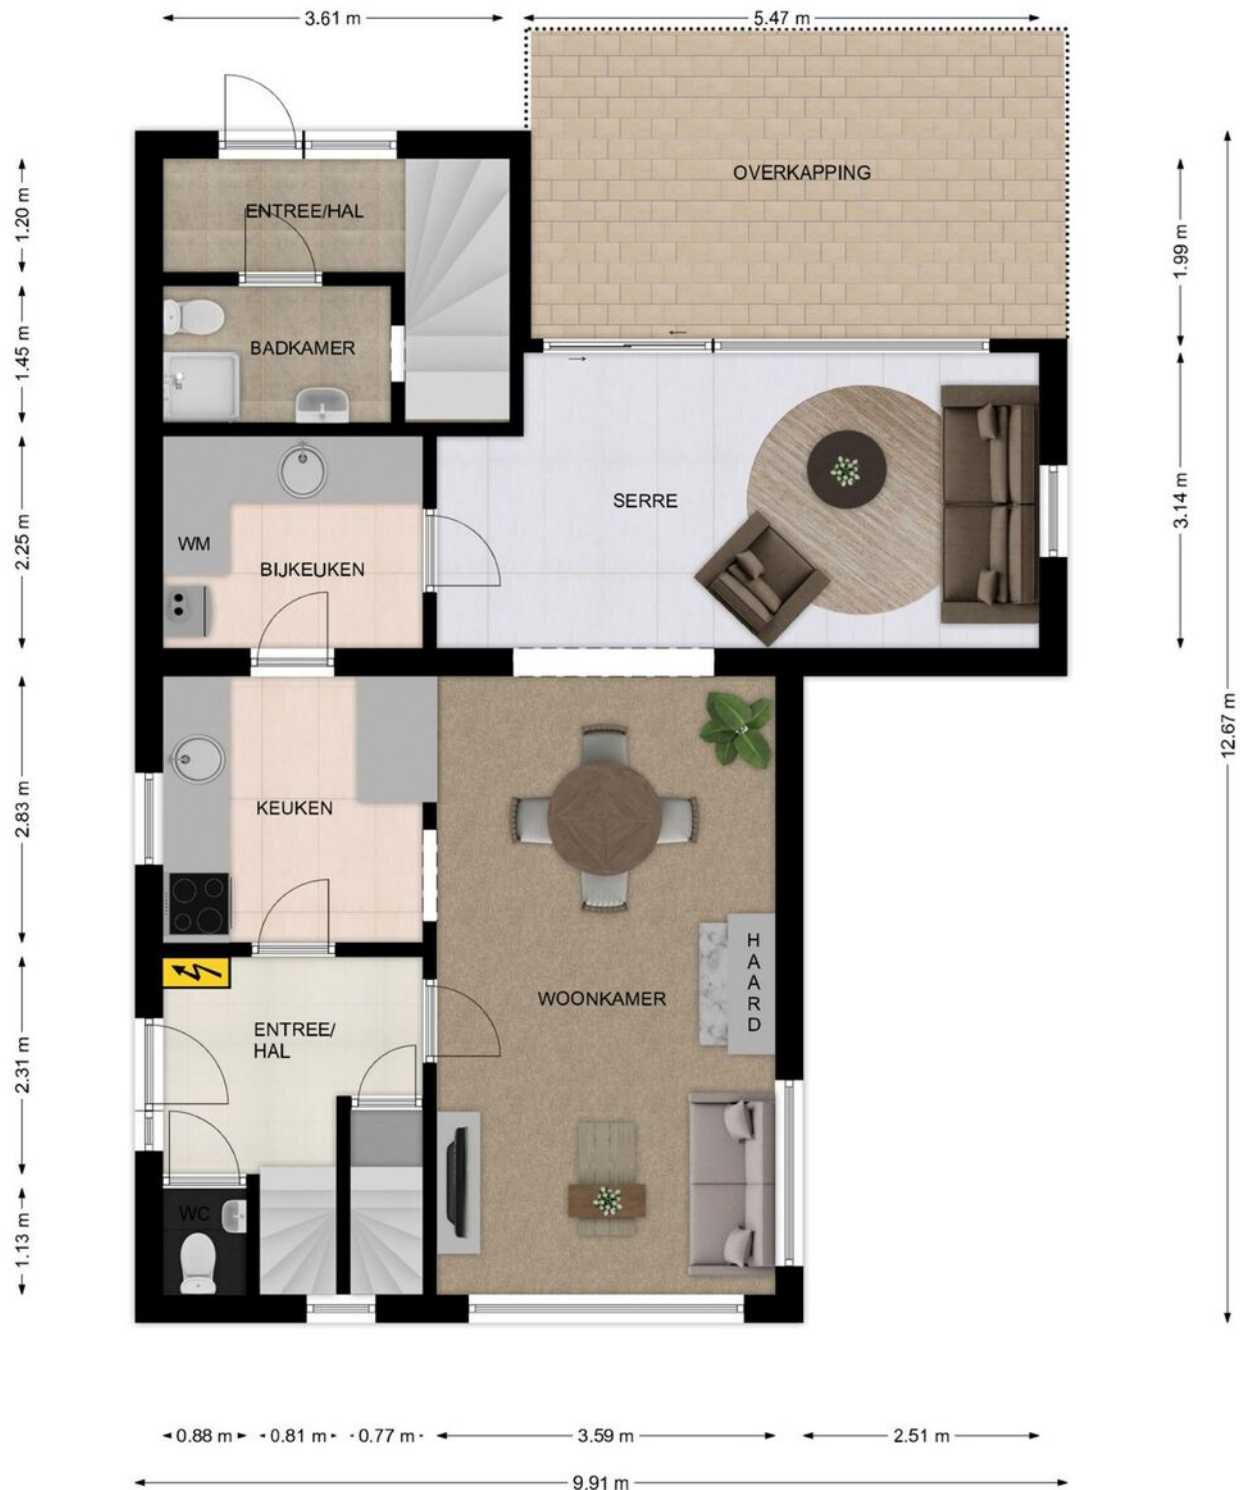 3.61 m
5.47 m
OVERKAPPING
1.20 m
ENTREE/HAL
1.99 m
1.45 m
BADKAMER
2.25 m
WM
BIJKEUKEN
SERRE
3.14 m
12.67 m
2.83 m
KEUKEN
H
A
A
R
D
WOONKAMER
2.31 m
ENTREE/
HAL
1.13 m
WC
0.88 m
0.81 m
0.77 m
3.59 m
2.51 m
9.91 m